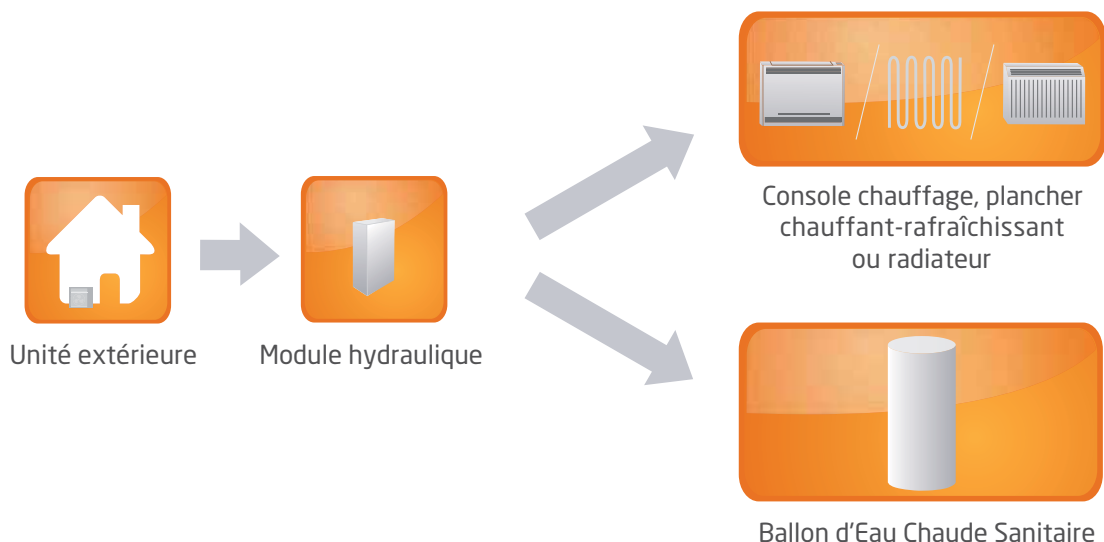 Unité extérieure
Module hydraulique
Console chauffage, plancher
chauffant-rafraîchissant
ou radiateur
Ballon d'Eau Chaude Sanitaire